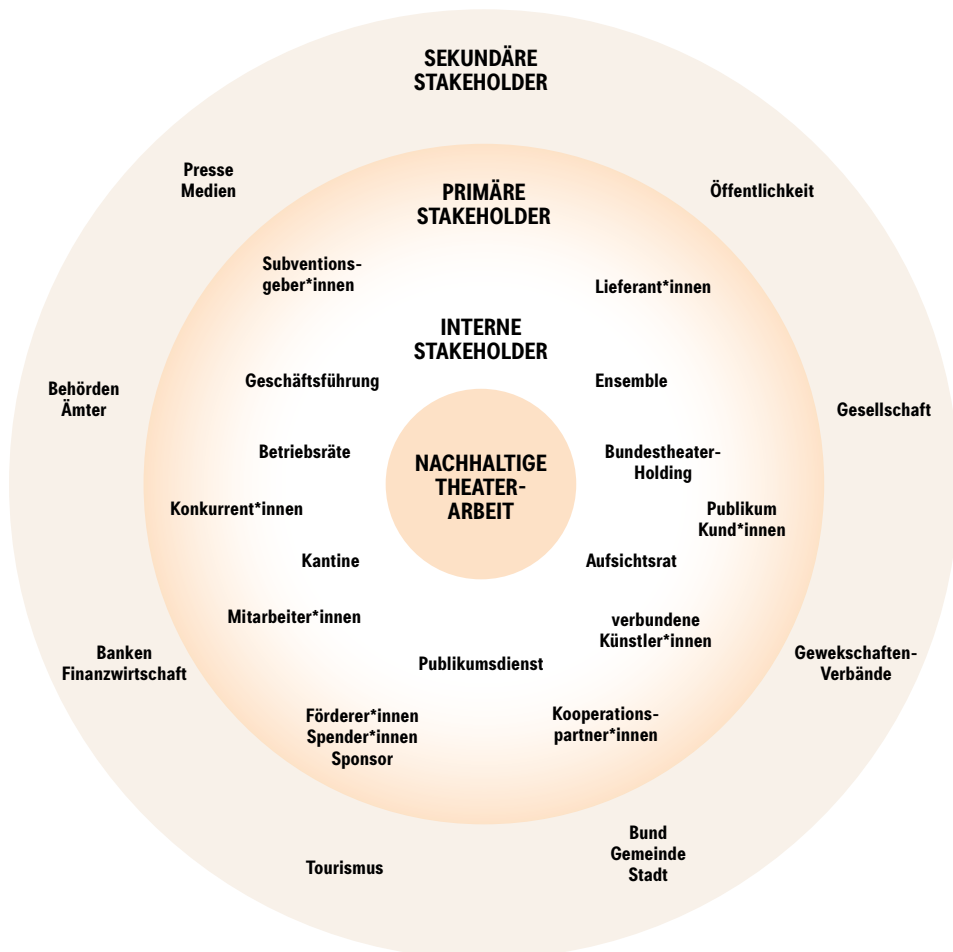 SEKUNDÄRE
STAKEHOLDER
Presse
Medien
Öffentlichkeit
PRIMÄRE
STAKEHOLDER
Subventions-
geber*innen
Lieferant*innen
INTERNE
STAKEHOLDER
Geschäftsführung
Ensemble
Behörden
Ämter
Gesellschaft
Betriebsräte
Bundestheater-
Holding
NACHHALTIGE
THEATER-
ARBEIT
Konkurrent*innen
Publikum
Kund*innen
Kantine
Aufsichtsrat
Mitarbeiter*innen
verbundene
Künstler*innen
Banken
Finanzwirtschaft
Publikumsdienst
Gewekschaften-
Verbände
Förderer*innen
Spender*innen
Sponsor
Kooperations-
partner*innen
Tourismus
Bund
Gemeinde
Stadt